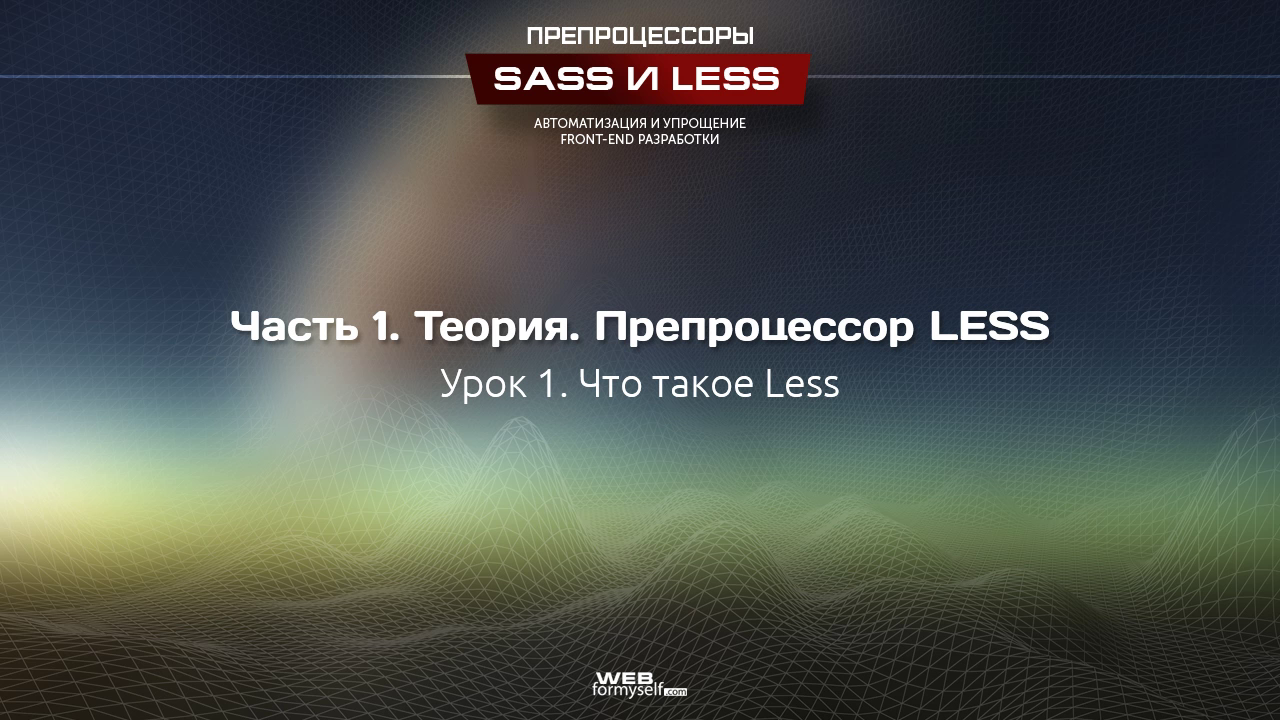 ПРЕПРОЦЕССОРЫ
SASS И LESS
АВТОМАТИЗАЦИЯ И УПРОЩЕНИЕ
FRONT-END РАЗРАБОТКИ
Часть 1. Теория. Препроцессор LESS
Урок 1. Что такое Less
WEB
formyself.com